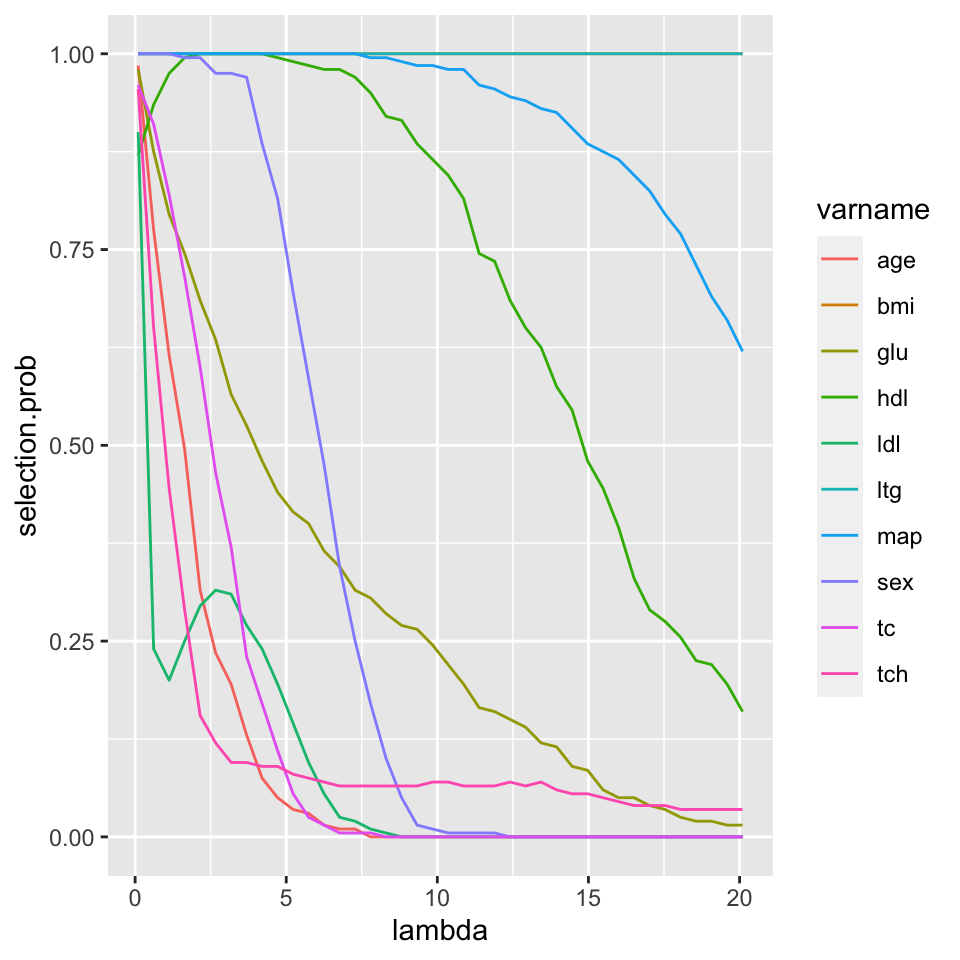 1.00
0.75
0.50
0.25
0.00
selection.prob
0
5
10
15
20
lambda
varname
age
bmi
glu
hdl
ldl
ltg
map
sex
tc
tch